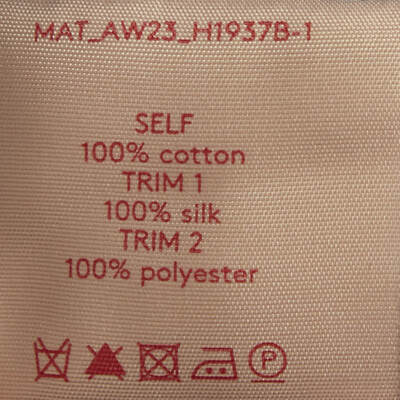 MAT_AW23_H1937B-1
SELF
100% cotton
TRIM 1
100% silk
TRIM 2
100% polyester
P